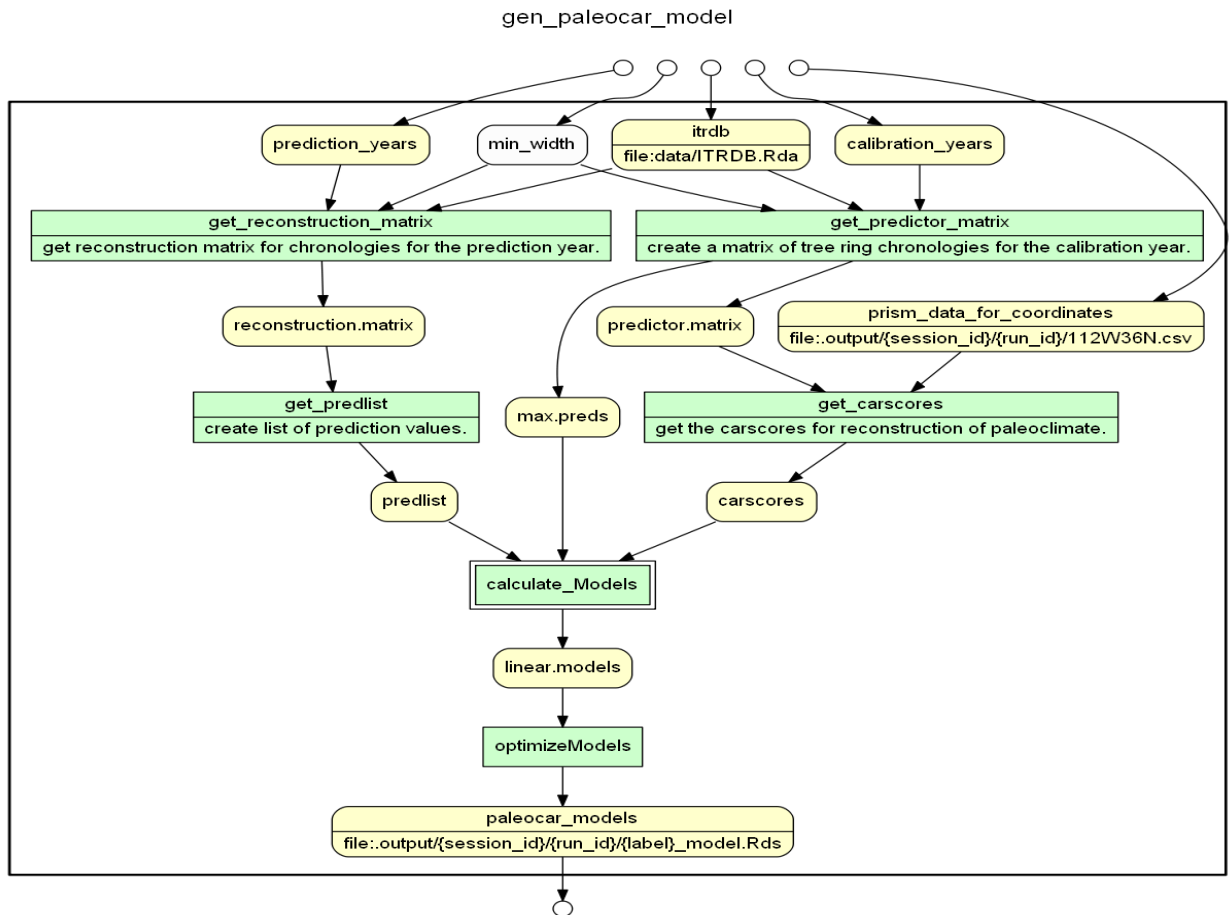 gen_paleocar_model
prediction_years
min_width
itrdb
file:data/ITRDB.Rda
calibration_years
get_reconstruction_matrix
get reconstruction matrix for chronologies for the prediction year.
get_predictor_matrix
create a matrix of tree ring chronologies for the calibration year.
reconstruction.matrix
predictor.matrix
prism_data_for_coordinates
file:.output/{session_id}/{run_id}/112W36N.csv
get_predlist
create list of prediction values.
max.preds
get_carscores
get the carscores for reconstruction of paleoclimate.
predlist
carscores
calculate_Models
linear.models
optimizeModels
paleocar_models
file:.output/{session_id}/{run_id}/{label}_model.Rds